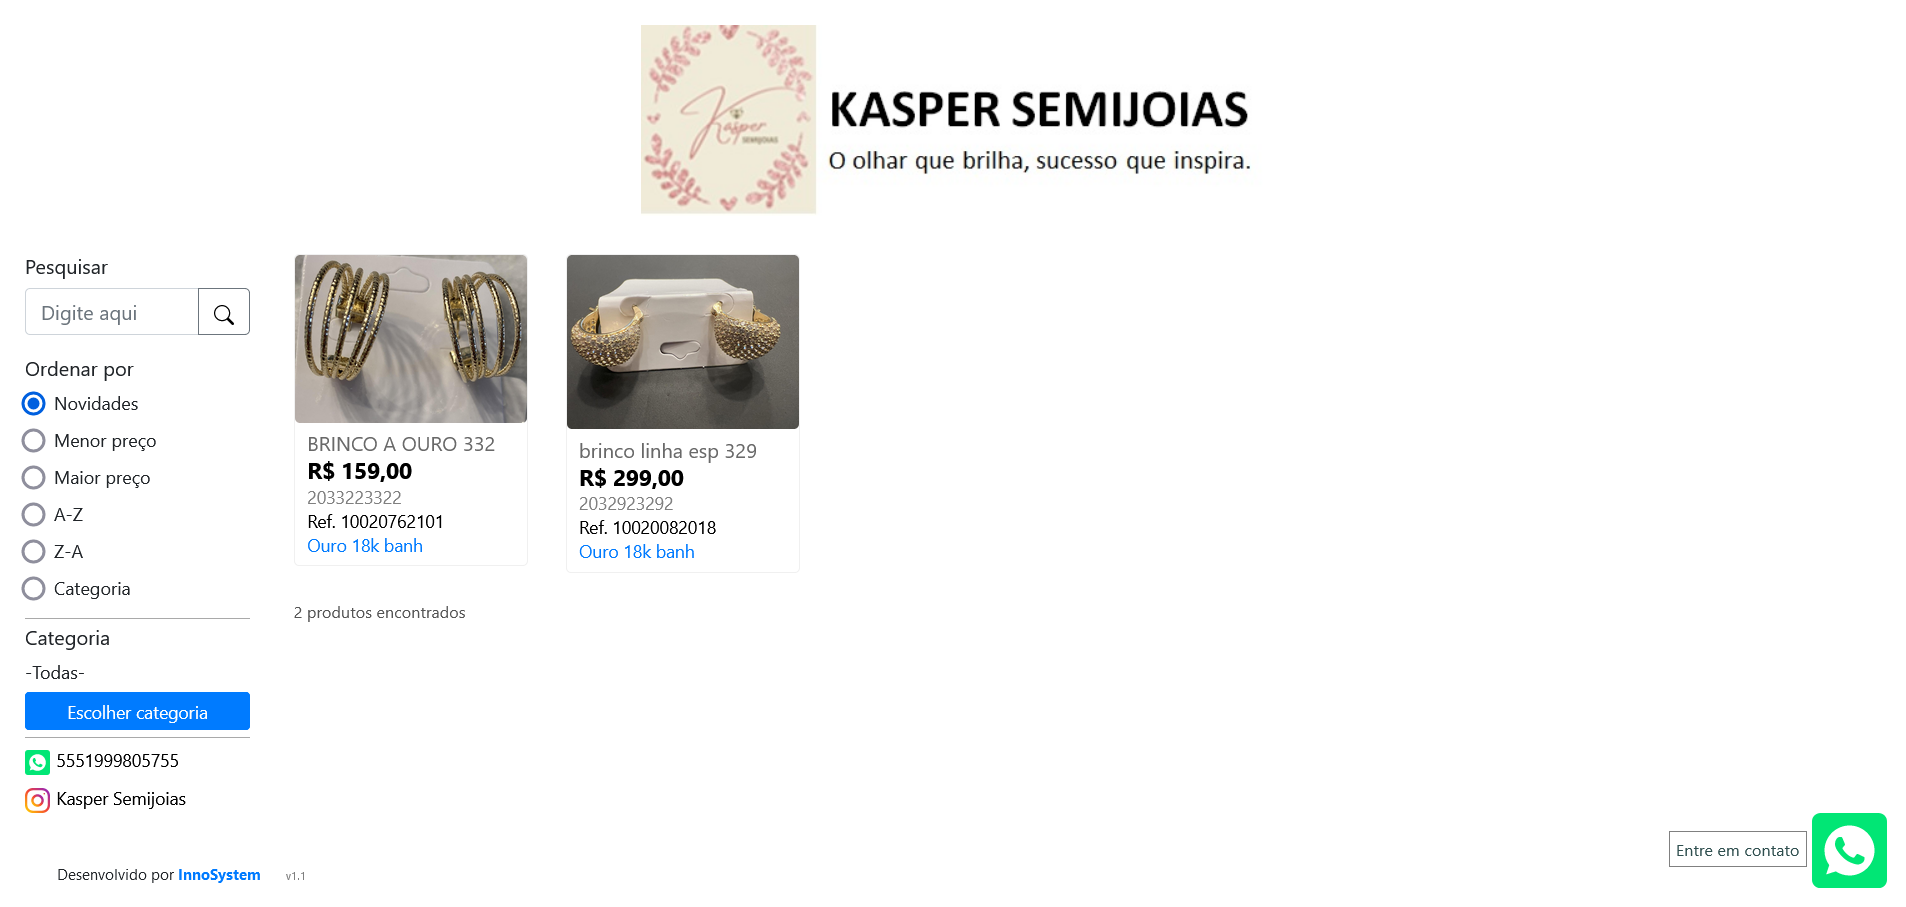 Kasper
SEMIJOIAS
KASPER SEMIJOIAS
O olhar que brilha, sucesso que inspira.
Pesquisar
Digite aqui
Ordenar por
Novidades
Menor preço
Maior preço
A-Z
Z-A
Categoria
Categoria
-Todas-
Escolher categoria
5551999805755
Kasper Semijoias
BRINCO A OURO 332
R$ 159,00
2033223322
Ref. 10020762101
Ouro 18k banh
brinco linha esp 329
R$ 299,00
2032923292
Ref. 10020082018
Ouro 18k banh
2 produtos encontrados
Entre em contato
Desenvolvido por InnoSystem v1.1